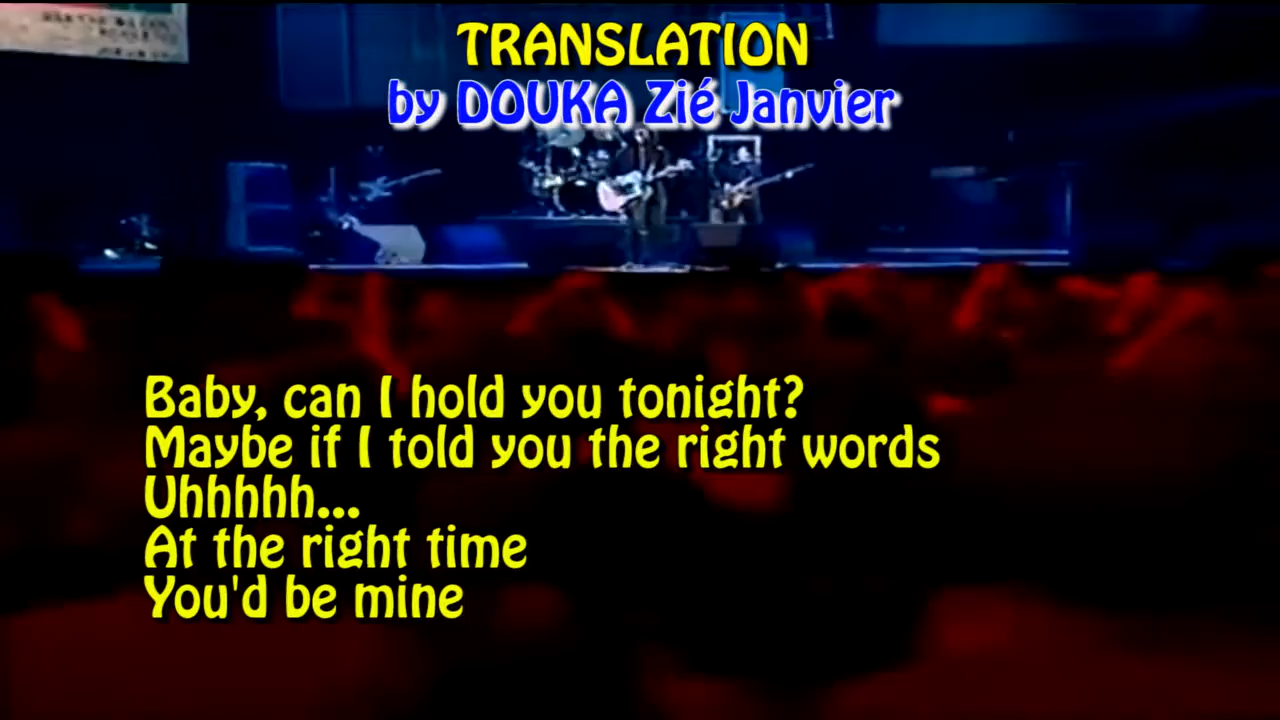 TRANSLATION
by DOUKA Zié Janvier
Baby, can I hold you tonight?
Maybe if I told you the right words
Uhhhhh...
At the right time
You'd be mine